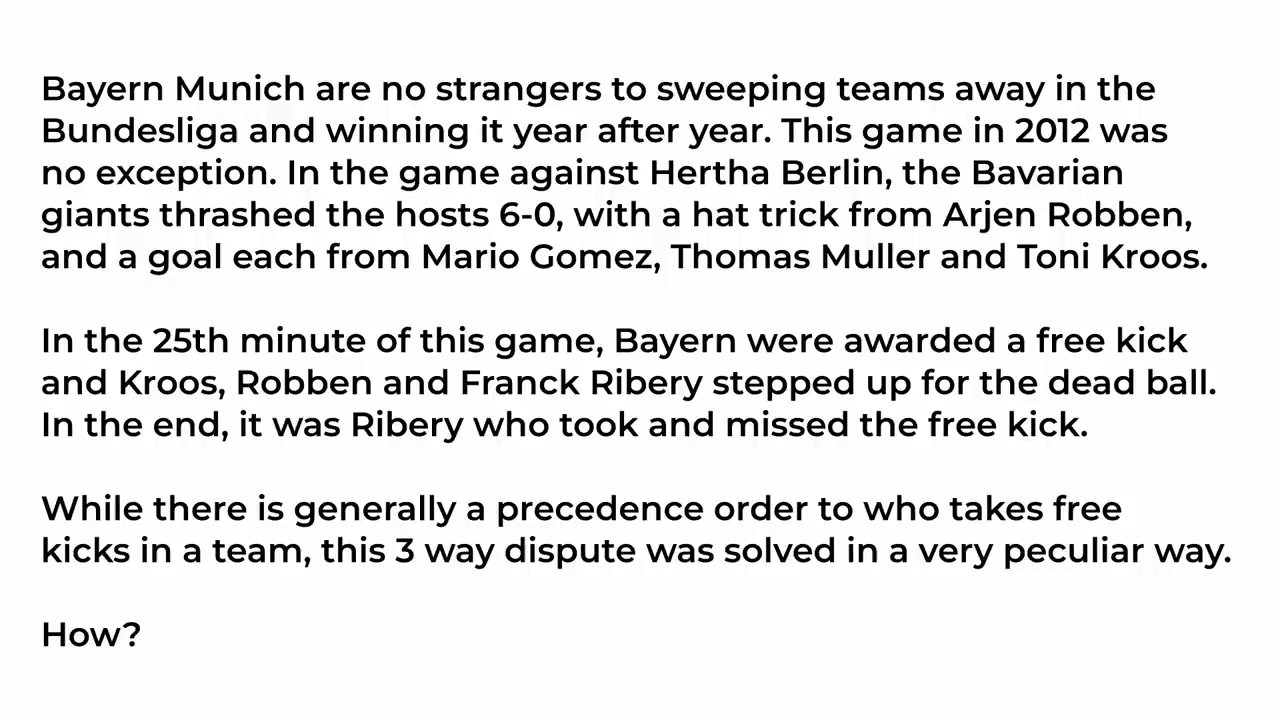 Bayern Munich are no strangers to sweeping teams away in the
Bundesliga and winning it year after year. This game in 2012 was
no exception. In the game against Hertha Berlin, the Bavarian
giants thrashed the hosts 6-0, with a hat trick from Arjen Robben,
and a goal each from Mario Gomez, Thomas Muller and Toni Kroos.
In the 25th minute of this game, Bayern were awarded a free kick
and Kroos, Robben and Franck Ribery stepped up for the dead ball.
In the end, it was Ribery who took and missed the free kick.
While there is generally a precedence order to who takes free
kicks in a team, this 3 way dispute was solved in a very peculiar way.
How?